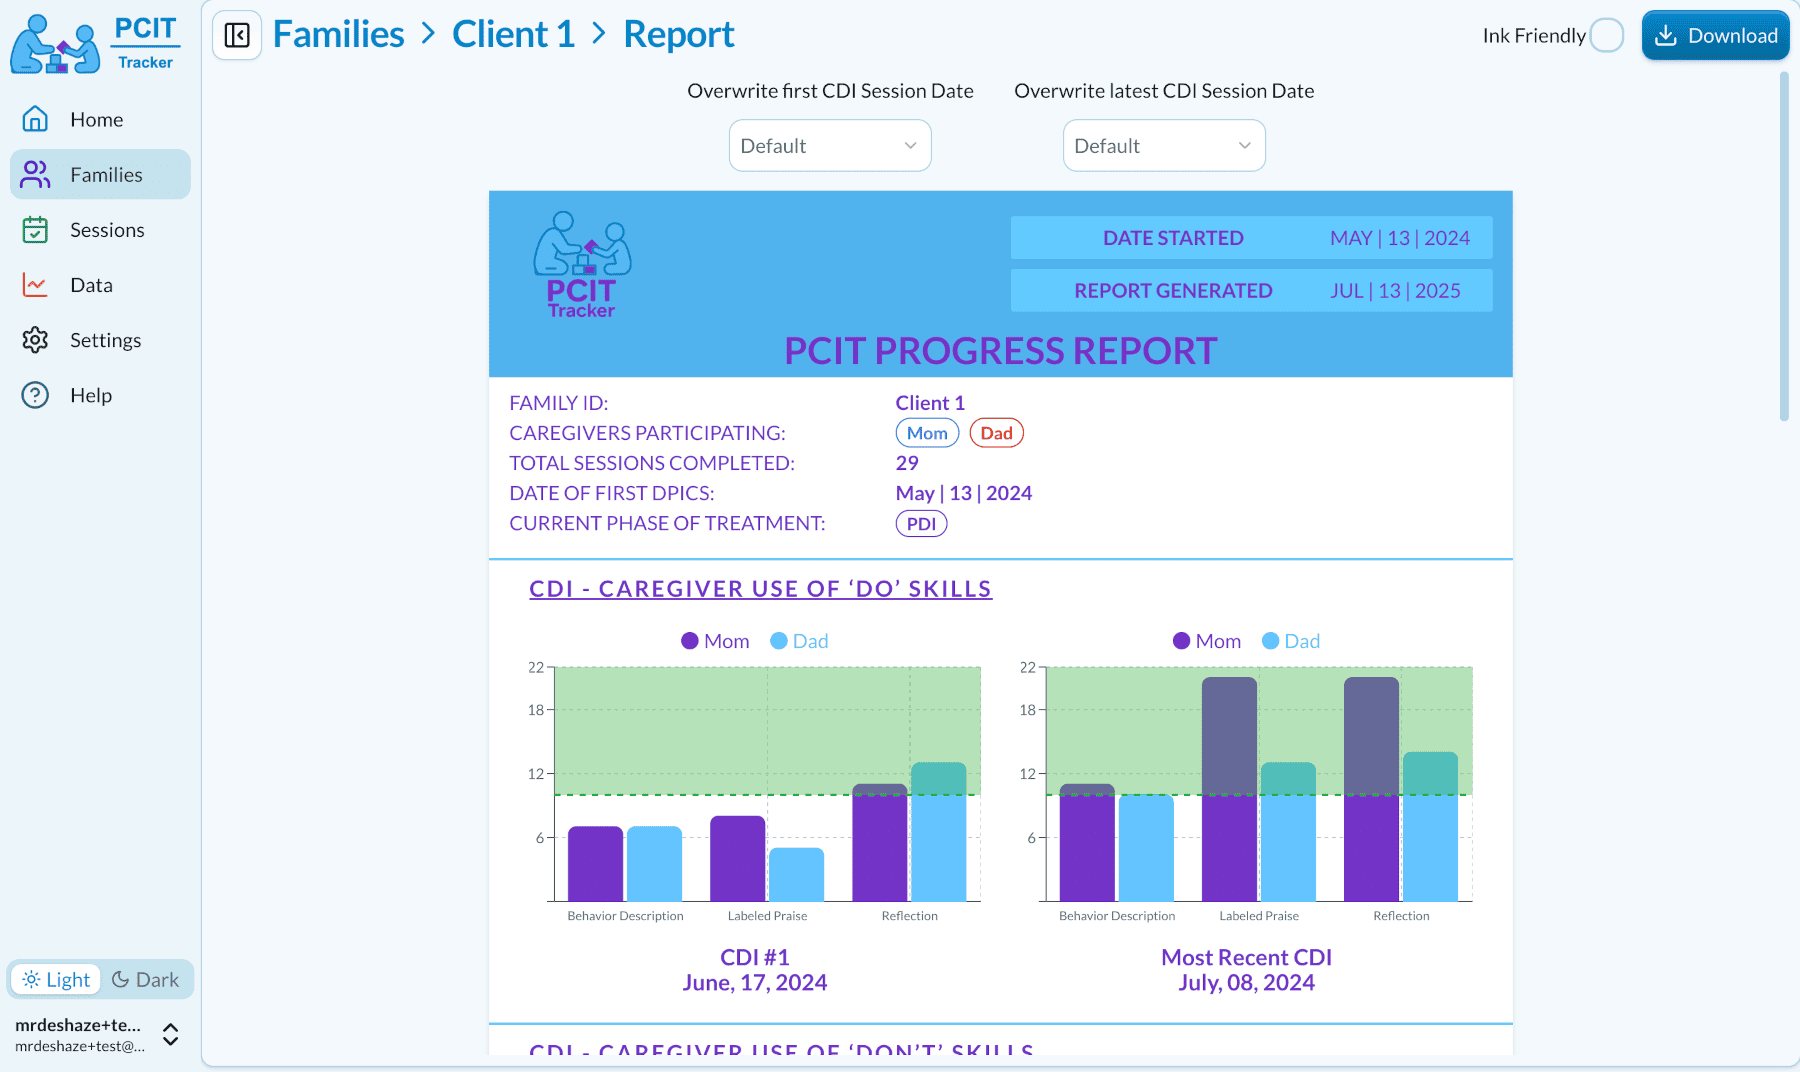 PCIT
Tracker
Families > Client 1 > Report
Ink Friendly
Download
Home
Families
Sessions
Data
Settings
Help
Light
Dark
mrdeshaze+te...
mrdeshaze+test@...
Overwrite first CDI Session Date
Overwrite latest CDI Session Date
Default
Default
PCIT
Tracker
DATE STARTED MAY | 13 | 2024
REPORT GENERATED JUL | 13 | 2025
PCIT PROGRESS REPORT
FAMILY ID: Client 1
CAREGIVERS PARTICIPATING: Mom Dad
TOTAL SESSIONS COMPLETED: 29
DATE OF FIRST DPICS: May | 13 | 2024
CURRENT PHASE OF TREATMENT: PDI
CDI - CAREGIVER USE OF ‘DO’ SKILLS
Mom Dad
22
18
12
6
Behavior Description Labeled Praise Reflection
CDI #1
June, 17, 2024
Mom Dad
22
18
12
6
Behavior Description Labeled Praise Reflection
Most Recent CDI
July, 08, 2024
CDI - CAREGIVER USE OF ‘DON’T’ SKILLS